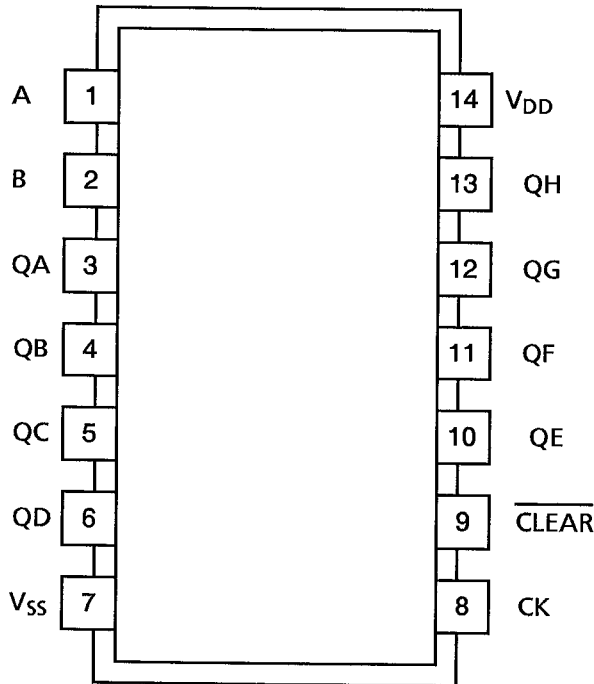 A 1 14 VDD
B 2 13 QH
QA 3 12 QG
QB 4 11 QF
QC 5 10 QE
QD 6 9 CLEAR
VSS 7 8 CK